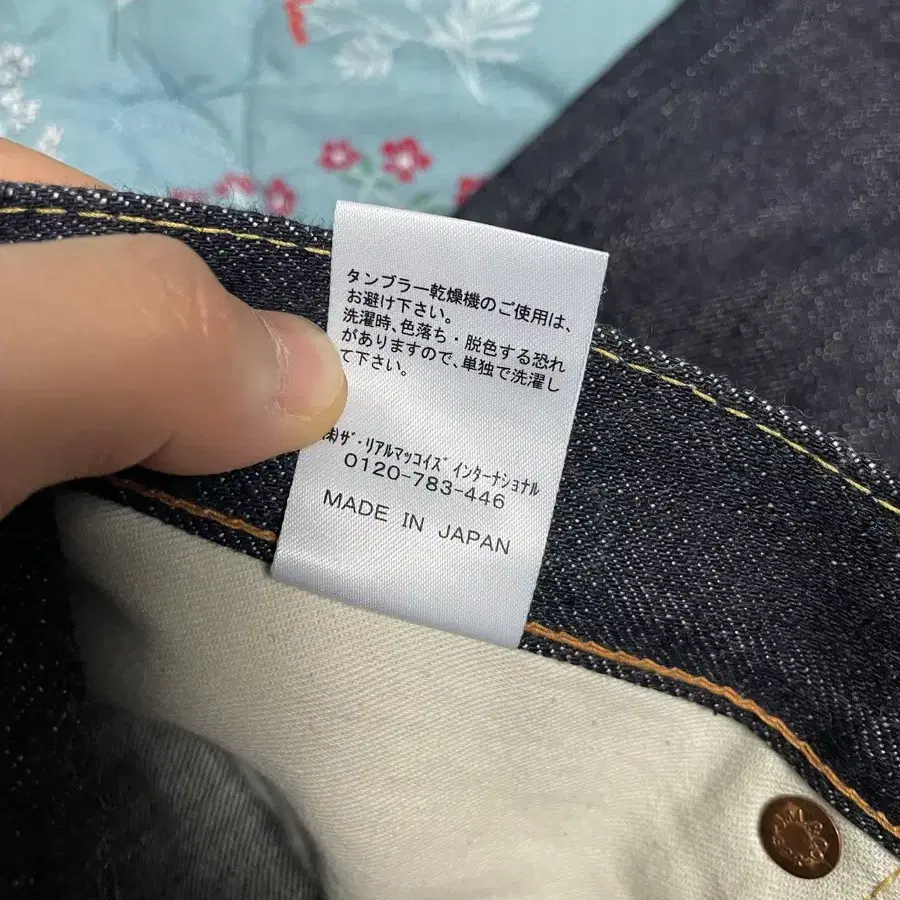 タンブラー乾燥機のご使用は、
お避け下さい。
洗濯時、色落ち・脱色する恐れ
がありますので、単独で洗濯し
て下さい。
㈱ｻﾞ・ﾘｱﾙﾏｯｺｲｽﾞ ｲﾝﾀｰﾅｼｮﾅﾙ
0120-783-446
MADE IN JAPAN